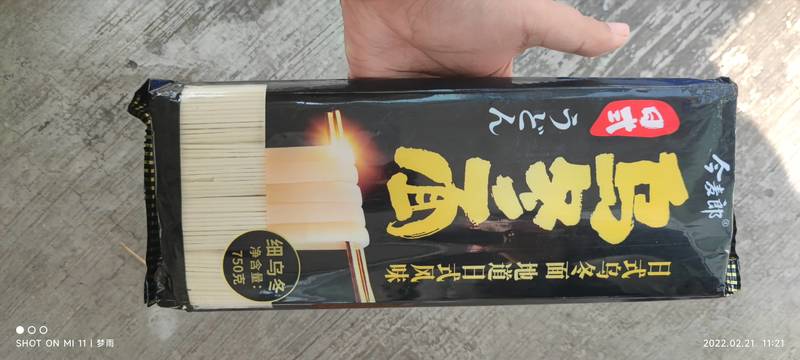 今麦郎®
日式
うどん
乌冬面
日式乌冬面地道日式风味
细乌冬
净含量:
750克
SHOT ON MI 11 | 梦雨
2022.02.21 11:21